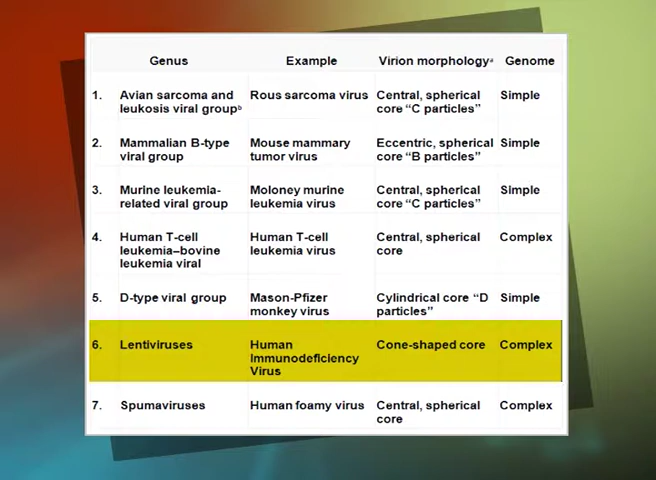 Genus Example Virion morphologyᵃ Genome
1. Avian sarcoma and Rous sarcoma virus Central, spherical Simple
leukosis viral groupᵇ core “C particles”
2. Mammalian B-type Mouse mammary Eccentric, spherical Simple
viral group tumor virus core “B particles”
3. Murine leukemia- Moloney murine Central, spherical Simple
related viral group leukemia virus core “C particles”
4. Human T-cell Human T-cell Central, spherical Complex
leukemia–bovine leukemia virus core
leukemia viral
5. D-type viral group Mason-Pfizer Cylindrical core “D Simple
monkey virus particles”
6. Lentiviruses Human Cone-shaped core Complex
Immunodeficiency
Virus
7. Spumaviruses Human foamy virus Central, spherical Complex
core